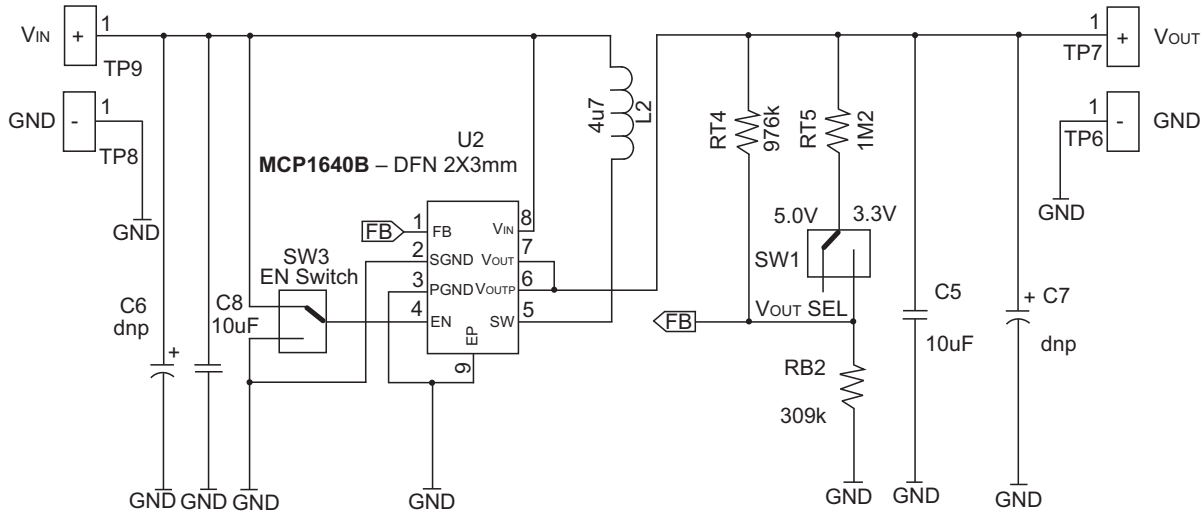 VIN + 1
TP9
GND - 1
TP8
GND
U2
MCP1640B – DFN 2X3mm
4u7
L2
FB
1 FB
2 SGND
3 PGND
4 EN
EP
9
VIN 8
VOUT 7
VOUTP 6
SW 5
SW3
EN Switch
C6
dnp
+
C8
10uF
GND
GND
GND
GND
RT4
976k
RT5
1M2
5.0V 3.3V
SW1
VOUT SEL
FB
RB2
309k
GND
C5
10uF
GND
+ C7
dnp
GND
1 + VOUT
TP7
1 - GND
TP6
GND